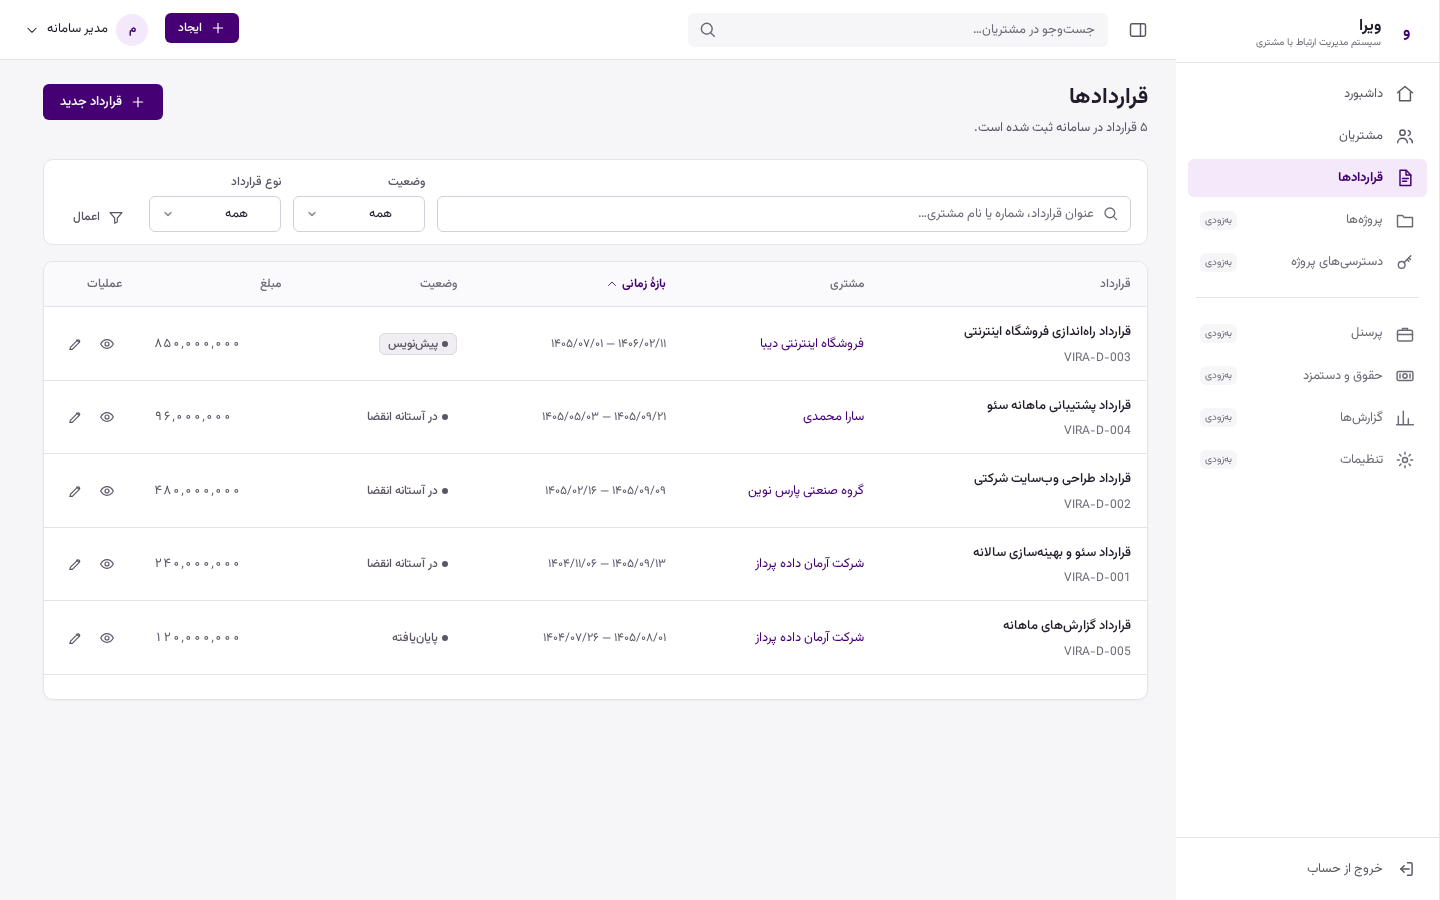 و
ویرا
سیستم مدیریت ارتباط با مشتری
داشبورد
مشتریان
قراردادها
پروژه‌ها به‌زودی
دسترسی‌های پروژه به‌زودی
پرسنل به‌زودی
حقوق و دستمزد به‌زودی
گزارش‌ها به‌زودی
تنظیمات به‌زودی
خروج از حساب
جست‌وجو در مشتریان...
ایجاد
م مدیر سامانه
قراردادها
۵ قرارداد در سامانه ثبت شده است.
قرارداد جدید
وضعیت نوع قرارداد
عنوان قرارداد، شماره یا نام مشتری... همه همه اعمال
قرارداد مشتری بازهٔ زمانی وضعیت مبلغ عملیات
قرارداد راه‌اندازی فروشگاه اینترنتی
VIRA-D-003
فروشگاه اینترنتی دیبا ۱۴۰۵/۰۷/۰۱ — ۱۴۰۶/۰۲/۱۱ پیش‌نویس ۸۵۰,۰۰۰,۰۰۰
قرارداد پشتیبانی ماهانه سئو
VIRA-D-004
سارا محمدی ۱۴۰۵/۰۵/۰۳ — ۱۴۰۵/۰۹/۲۱ در آستانه انقضا ۹۶,۰۰۰,۰۰۰
قرارداد طراحی وب‌سایت شرکتی
VIRA-D-002
گروه صنعتی پارس نوین ۱۴۰۵/۰۲/۱۶ — ۱۴۰۵/۰۹/۰۹ در آستانه انقضا ۴۸۰,۰۰۰,۰۰۰
قرارداد سئو و بهینه‌سازی سالانه
VIRA-D-001
شرکت آرمان داده پرداز ۱۴۰۴/۱۱/۰۶ — ۱۴۰۵/۰۹/۱۳ در آستانه انقضا ۲۴۰,۰۰۰,۰۰۰
قرارداد گزارش‌های ماهانه
VIRA-D-005
شرکت آرمان داده پرداز ۱۴۰۴/۰۷/۲۶ — ۱۴۰۵/۰۸/۰۱ پایان‌یافته ۱۲۰,۰۰۰,۰۰۰